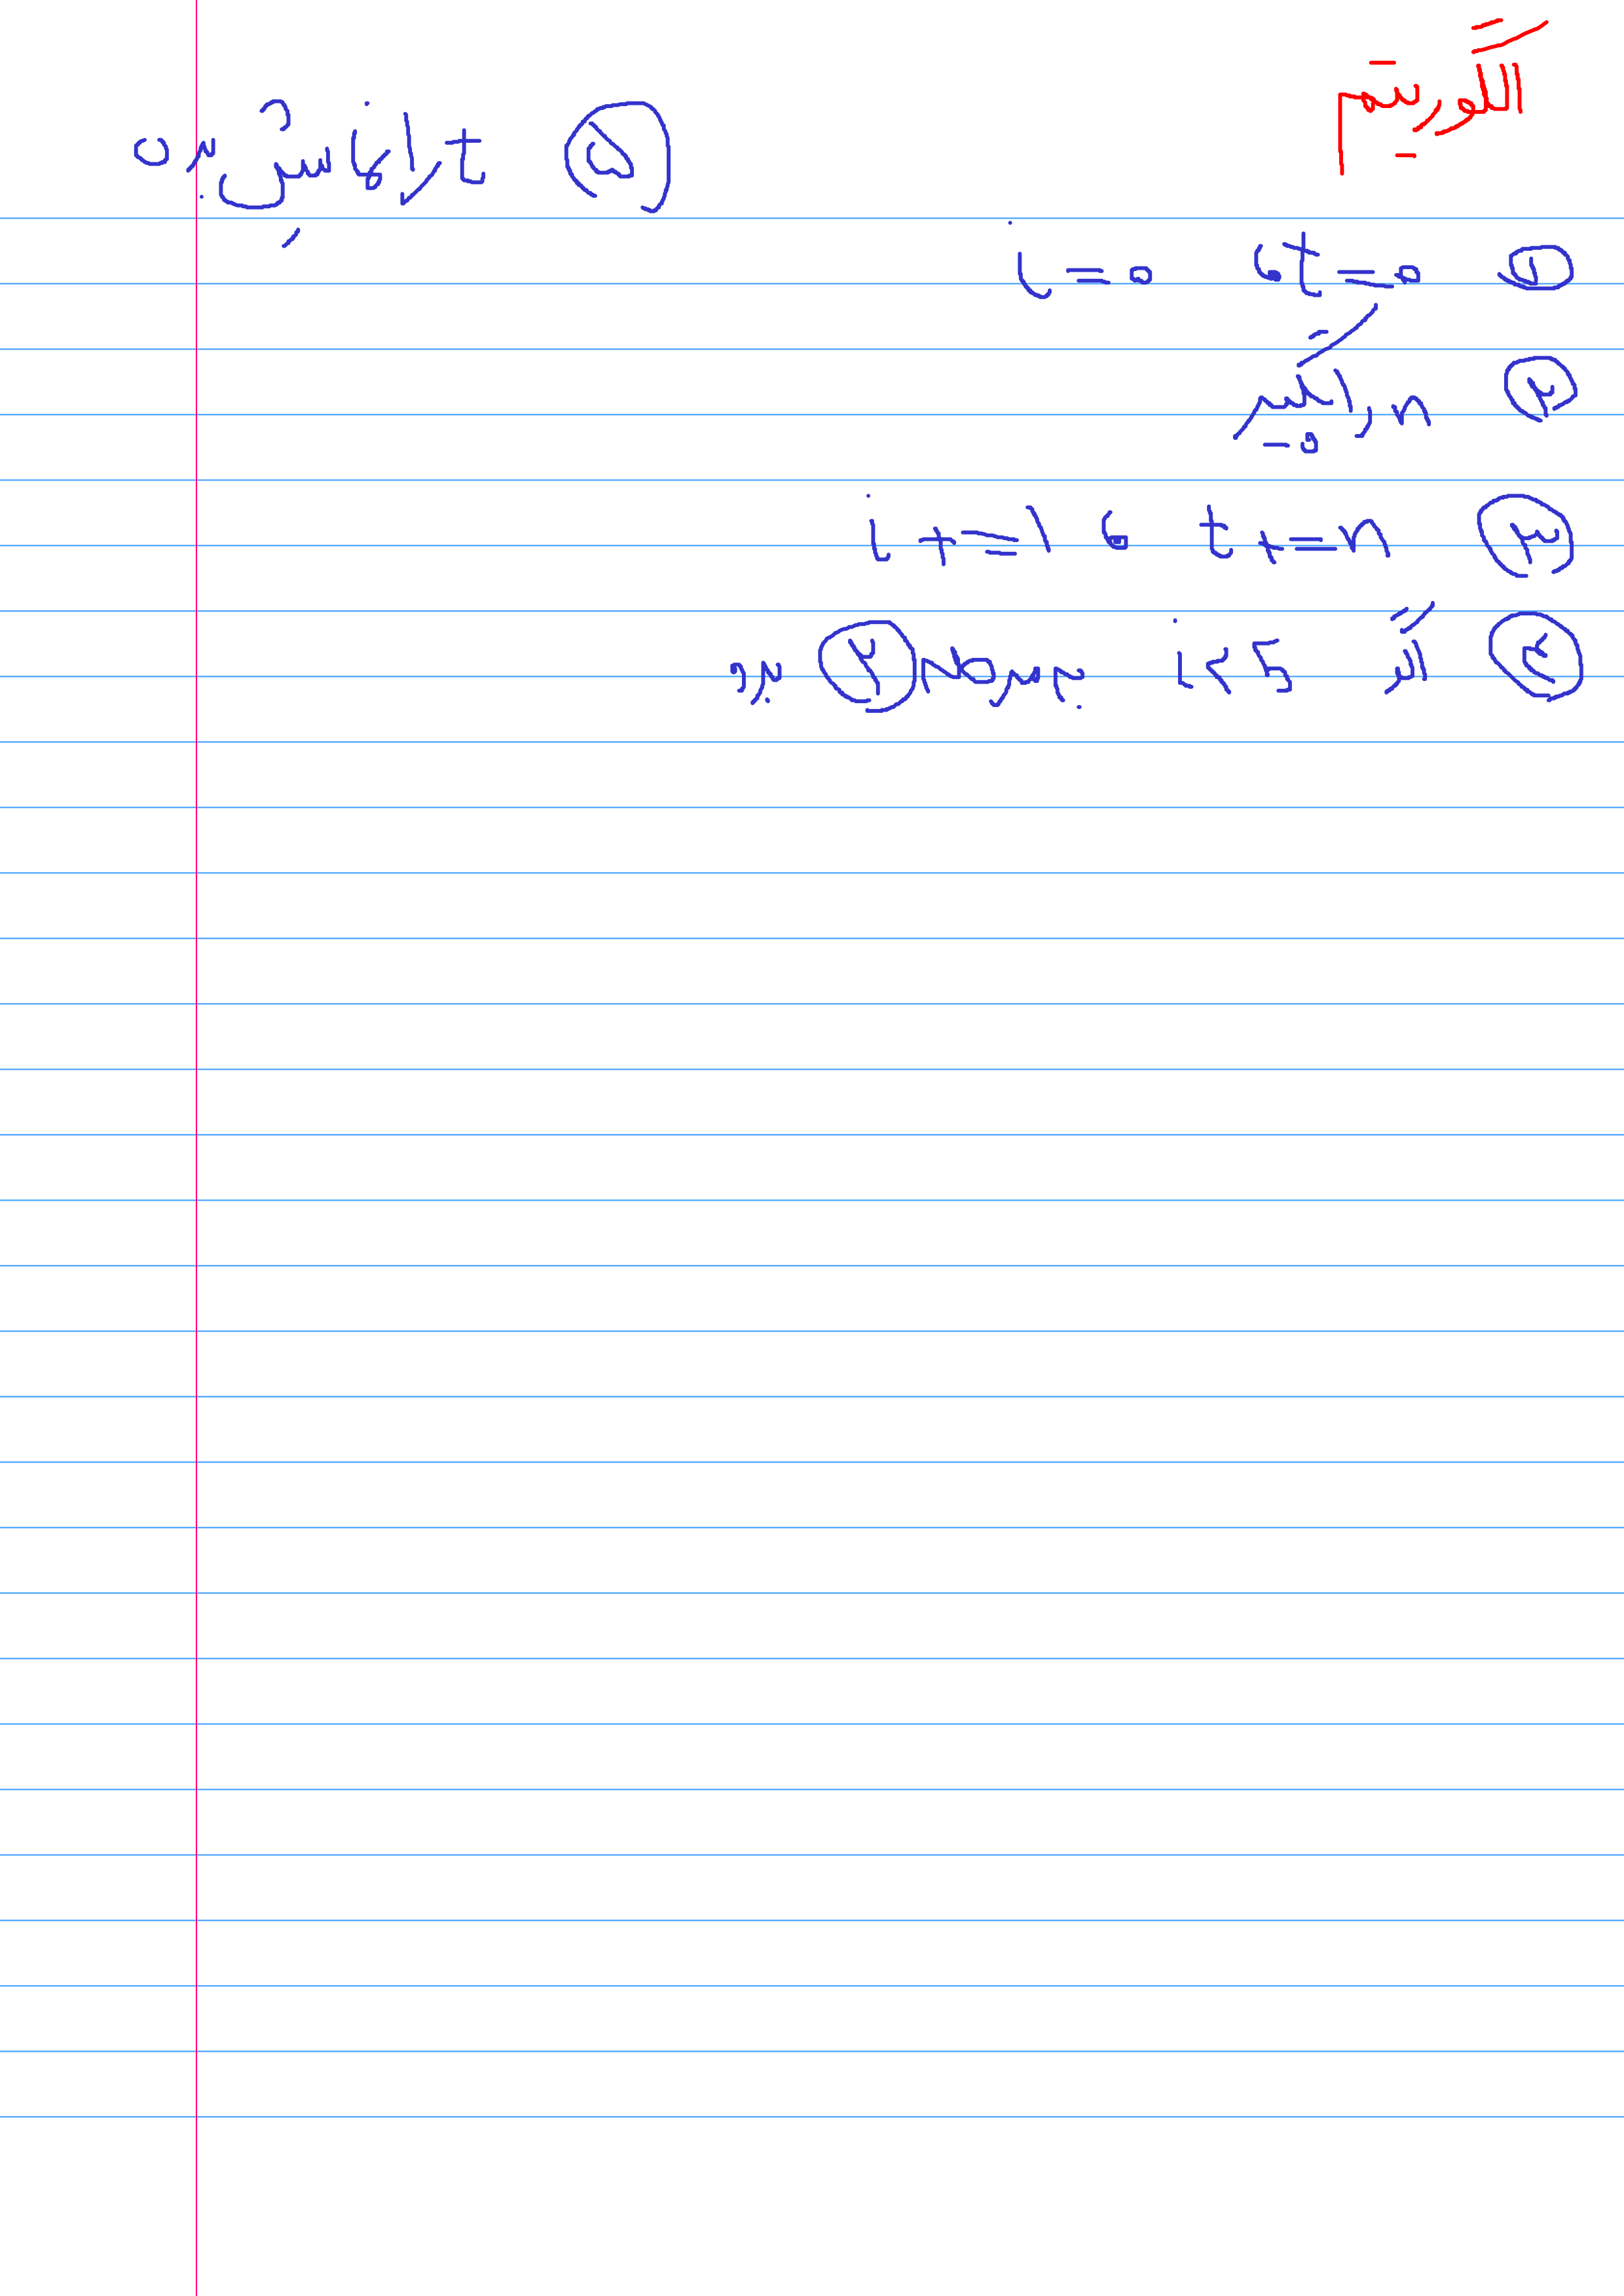 الگوریتم
① t=0 ، i=0
② n را بگیر
③ t+=n ، i+=1
④ اگر i<5 به مرحله ② برو
⑤ t را نمایش بده